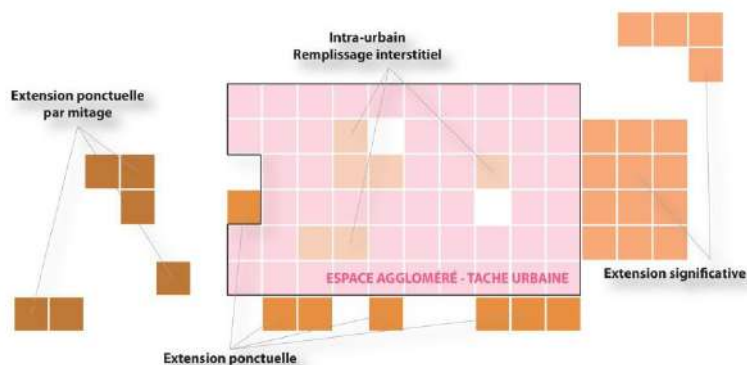 Intra-urbain
Remplissage interstitiel
Extension ponctuelle
par mitage
ESPACE AGGLOMÉRÉ - TACHE URBAINE
Extension significative
Extension ponctuelle